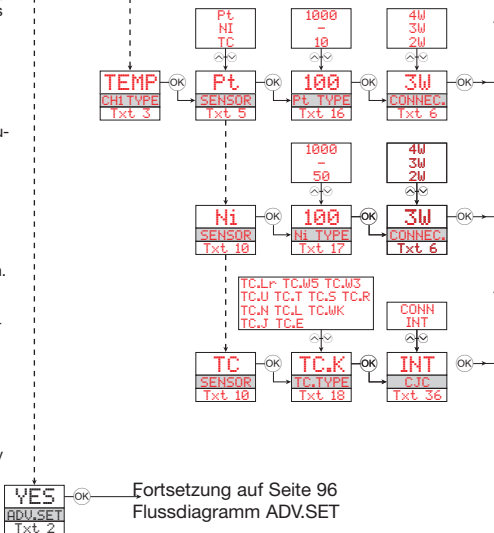 s
Pt
NI
TC
1000
-
10
4W
3W
2W
TEMP
CH1 TYPE
Txt 3
OK
Pt
SENSOR
Txt 5
OK
100
Pt TYPE
Txt 16
OK
3W
CONNEC.
Txt 6
OK
u-
1000
-
50
4W
3W
2W
Ni
SENSOR
Txt 10
OK
100
Ni TYPE
Txt 17
OK
3W
CONNEC.
Txt 6
OK
n.
TC.Lr TC.W5 TC.W3
TC.U TC.T TC.S TC.R
TC.N TC.L TC.WK
TC.J TC.E
CONN
INT
TC
SENSOR
Txt 10
OK
TC.K
TC.TYPE
Txt 18
OK
INT
CJC
Txt 36
OK
YES
ADV.SET
Txt 2
OK
Fortsetzung auf Seite 96
Flussdiagramm ADV.SET